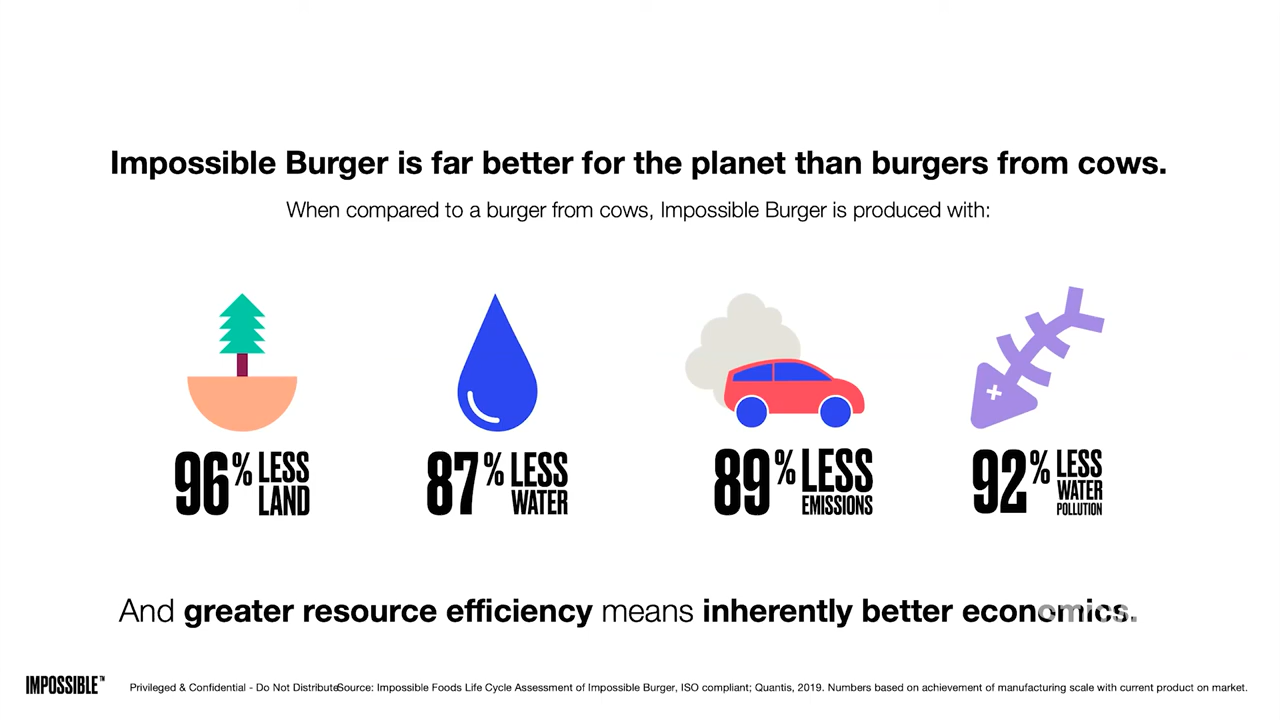 Impossible Burger is far better for the planet than burgers from cows.
When compared to a burger from cows, Impossible Burger is produced with:
96% LESS LAND
87% LESS WATER
89% LESS EMISSIONS
92% LESS WATER POLLUTION
And greater resource efficiency means inherently better economics.
IMPOSSIBLE™
Privileged & Confidential - Do Not DistributeSource: Impossible Foods Life Cycle Assessment of Impossible Burger, ISO compliant; Quantis, 2019. Numbers based on achievement of manufacturing scale with current product on market.